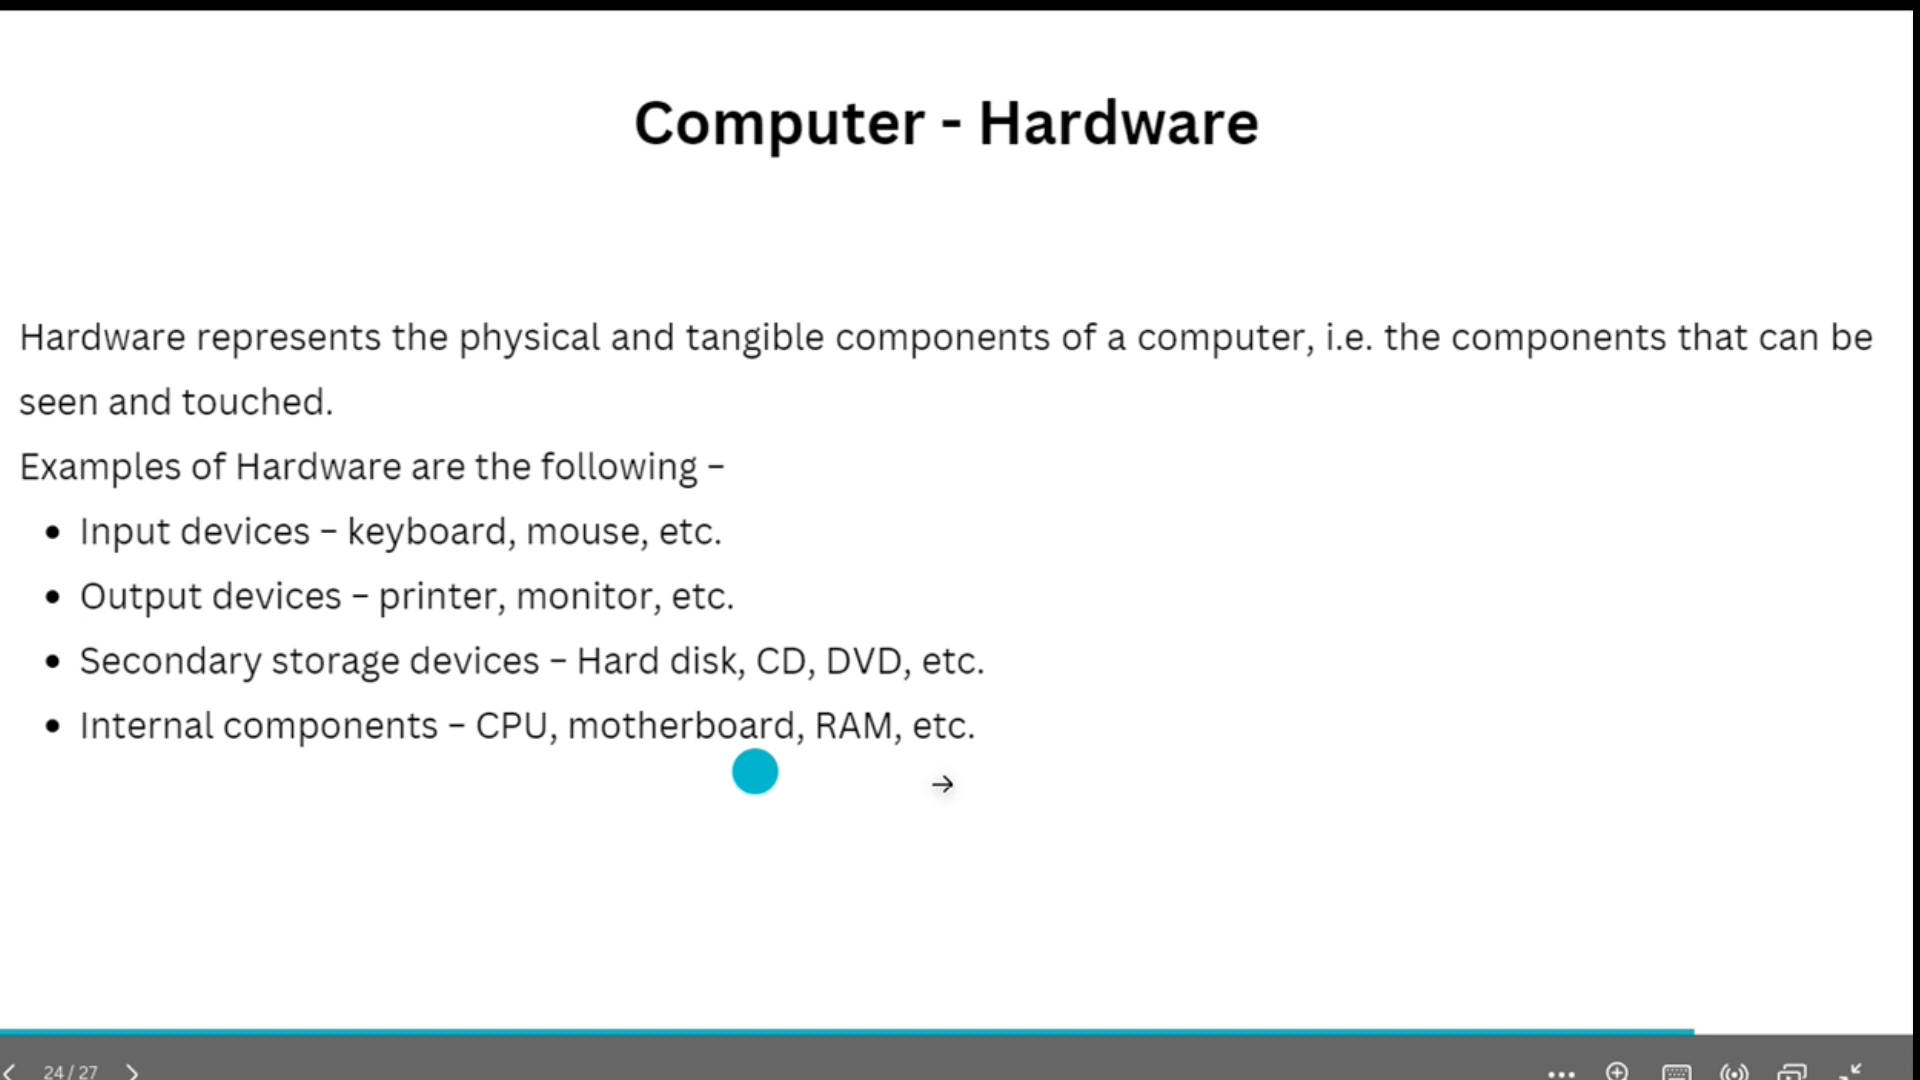 Computer - Hardware
Hardware represents the physical and tangible components of a computer, i.e. the components that can be
seen and touched.
Examples of Hardware are the following –
• Input devices – keyboard, mouse, etc.
• Output devices – printer, monitor, etc.
• Secondary storage devices – Hard disk, CD, DVD, etc.
• Internal components – CPU, motherboard, RAM, etc.
24 / 27